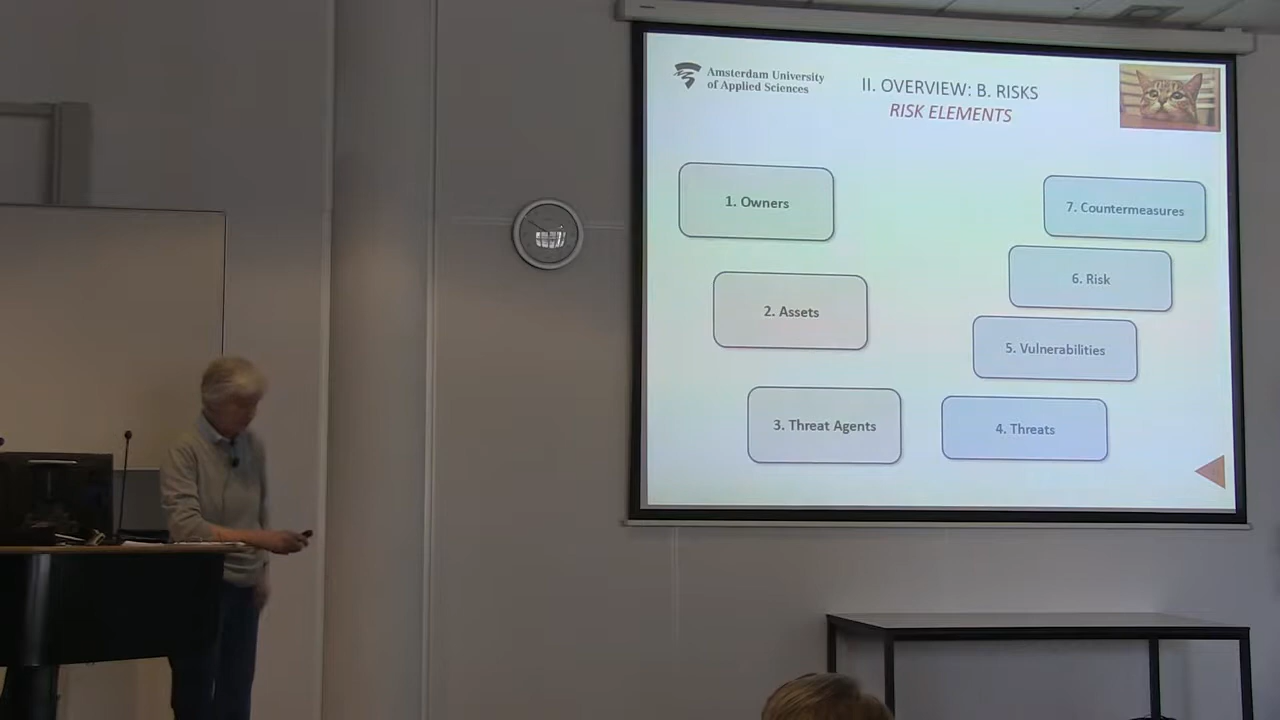 Amsterdam University
of Applied Sciences
II. OVERVIEW: B. RISKS
RISK ELEMENTS
1. Owners
2. Assets
3. Threat Agents
4. Threats
5. Vulnerabilities
6. Risk
7. Countermeasures